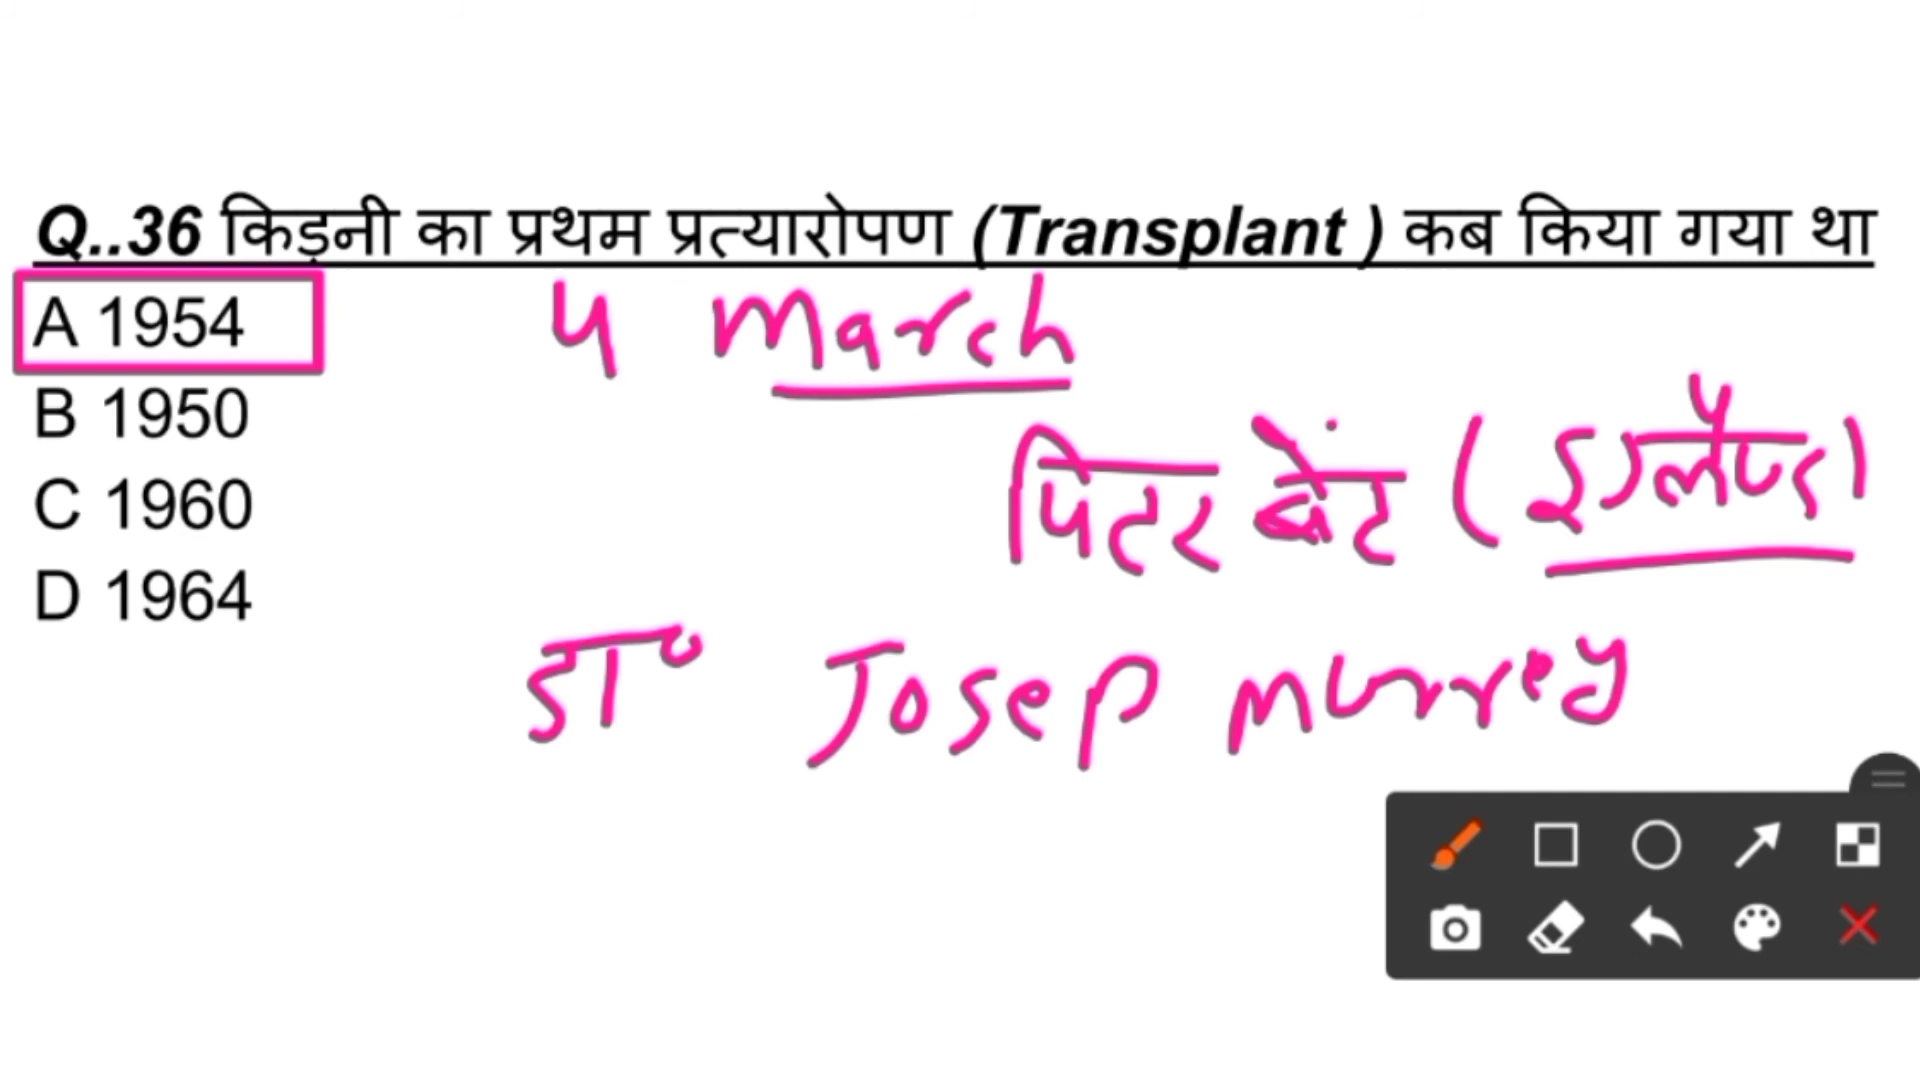 Q..36 किड़नी का प्रथम प्रत्यारोपण (Transplant ) कब किया गया था
A 1954
4 March
B 1950
पिटर
C 1960
D 1964
डा० Josep murrey